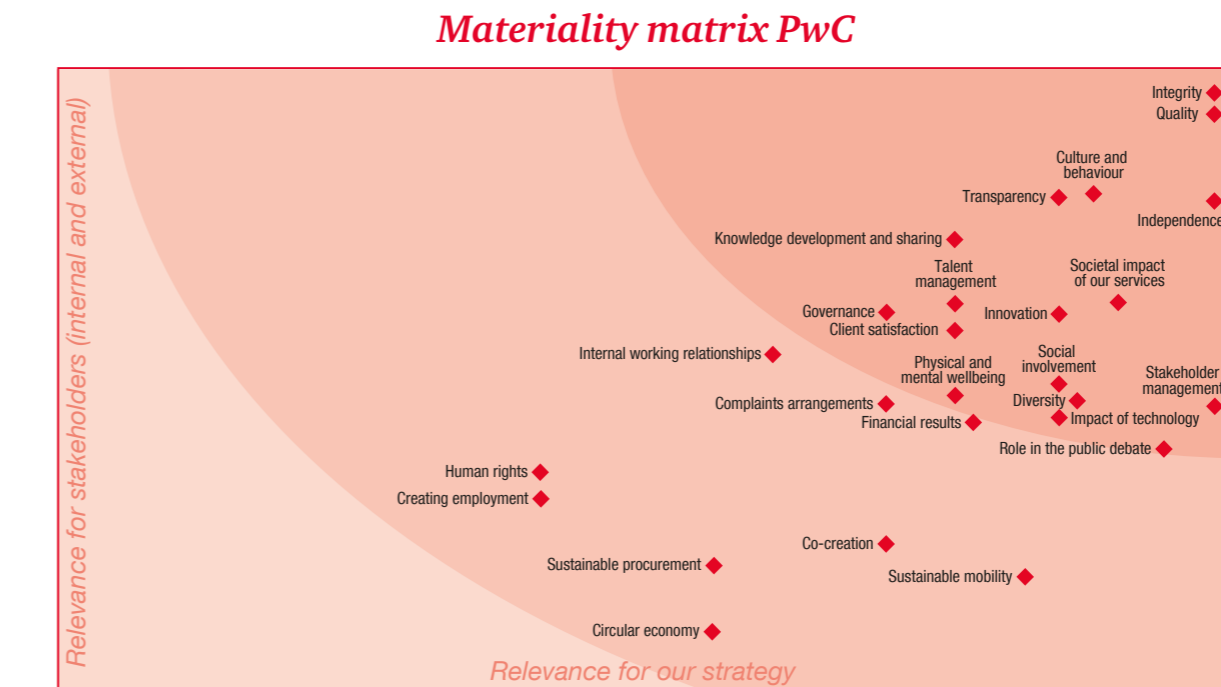 Materiality matrix PwC
Relevance for stakeholders (internal and external)
Integrity
Quality
Culture and
behaviour
Transparency
Independence
Knowledge development and sharing
Talent
management
Societal impact
of our services
Governance
Innovation
Client satisfaction
Internal working relationships
Social
involvement
Physical and
mental wellbeing
Stakeholder
management
Diversity
Complaints arrangements
Impact of technology
Financial results
Role in the public debate
Human rights
Creating employment
Co-creation
Sustainable procurement
Sustainable mobility
Circular economy
Relevance for our strategy